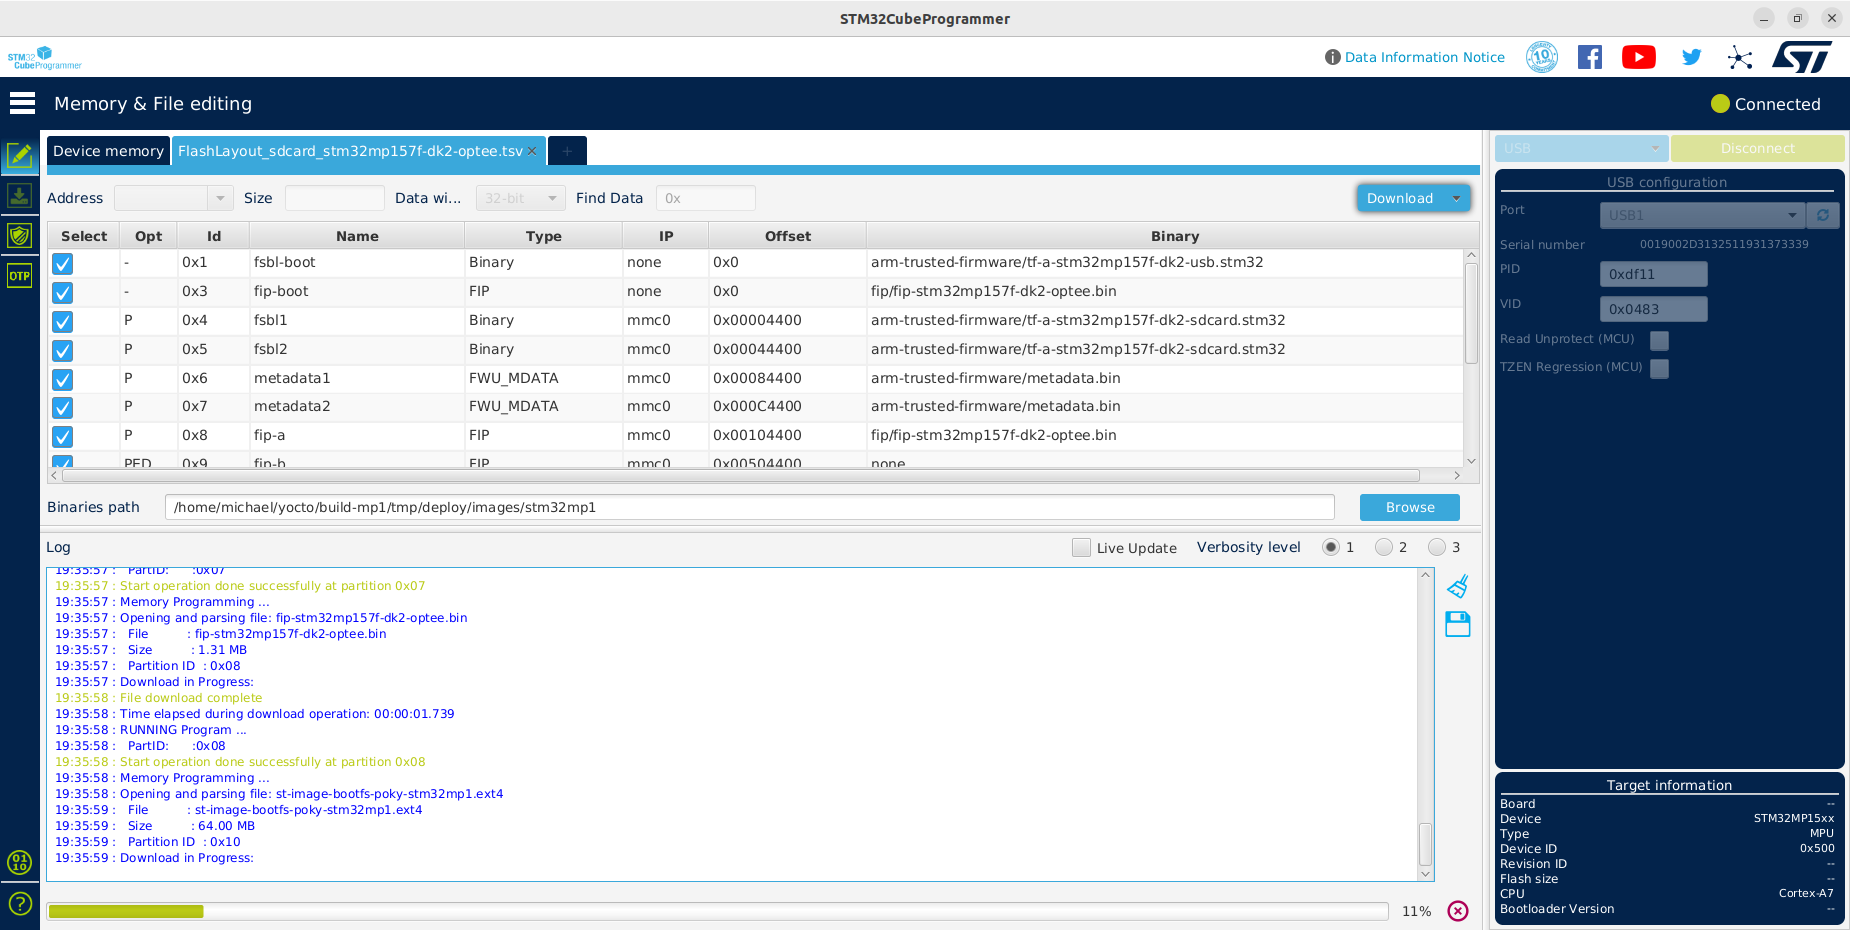 STM32CubeProgrammer
STM32 CubeProgrammer
Data Information Notice
10 YEARS
ST
Memory & File editing
Connected
Device memory
FlashLayout_sdcard_stm32mp157f-dk2-optee.tsv
+
Address
Size
Data wi...
32-bit
Find Data
0x
Download
Select Opt Id Name Type IP Offset Binary
- 0x1 fsbl-boot Binary none 0x0 arm-trusted-firmware/tf-a-stm32mp157f-dk2-usb.stm32
- 0x3 fip-boot FIP none 0x0 fip/fip-stm32mp157f-dk2-optee.bin
P 0x4 fsbl1 Binary mmc0 0x00004400 arm-trusted-firmware/tf-a-stm32mp157f-dk2-sdcard.stm32
P 0x5 fsbl2 Binary mmc0 0x00044400 arm-trusted-firmware/tf-a-stm32mp157f-dk2-sdcard.stm32
P 0x6 metadata1 FWU_MDATA mmc0 0x00084400 arm-trusted-firmware/metadata.bin
P 0x7 metadata2 FWU_MDATA mmc0 0x000C4400 arm-trusted-firmware/metadata.bin
P 0x8 fip-a FIP mmc0 0x00104400 fip/fip-stm32mp157f-dk2-optee.bin
PED 0x9 fip-b FIP mmc0 0x00504400 none
Binaries path
/home/michael/yocto/build-mp1/tmp/deploy/images/stm32mp1
Browse
Log
Live Update
Verbosity level 1 2 3
19:35:57 : PartID: :0x07
19:35:57 : Start operation done successfully at partition 0x07
19:35:57 : Memory Programming ...
19:35:57 : Opening and parsing file: fip-stm32mp157f-dk2-optee.bin
19:35:57 : File : fip-stm32mp157f-dk2-optee.bin
19:35:57 : Size : 1.31 MB
19:35:57 : Partition ID : 0x08
19:35:57 : Download in Progress:
19:35:58 : File download complete
19:35:58 : Time elapsed during download operation: 00:00:01.739
19:35:58 : RUNNING Program ...
19:35:58 : PartID: :0x08
19:35:58 : Start operation done successfully at partition 0x08
19:35:58 : Memory Programming ...
19:35:58 : Opening and parsing file: st-image-bootfs-poky-stm32mp1.ext4
19:35:59 : File : st-image-bootfs-poky-stm32mp1.ext4
19:35:59 : Size : 64.00 MB
19:35:59 : Partition ID : 0x10
19:35:59 : Download in Progress:
11%
OTP
01
10
?
USB
Disconnect
USB configuration
Port USB1
Serial number 0019002D3132511931373339
PID 0xdf11
VID 0x0483
Read Unprotect (MCU)
TZEN Regression (MCU)
Target information
Board --
Device STM32MP15xx
Type MPU
Device ID 0x500
Revision ID --
Flash size --
CPU Cortex-A7
Bootloader Version --